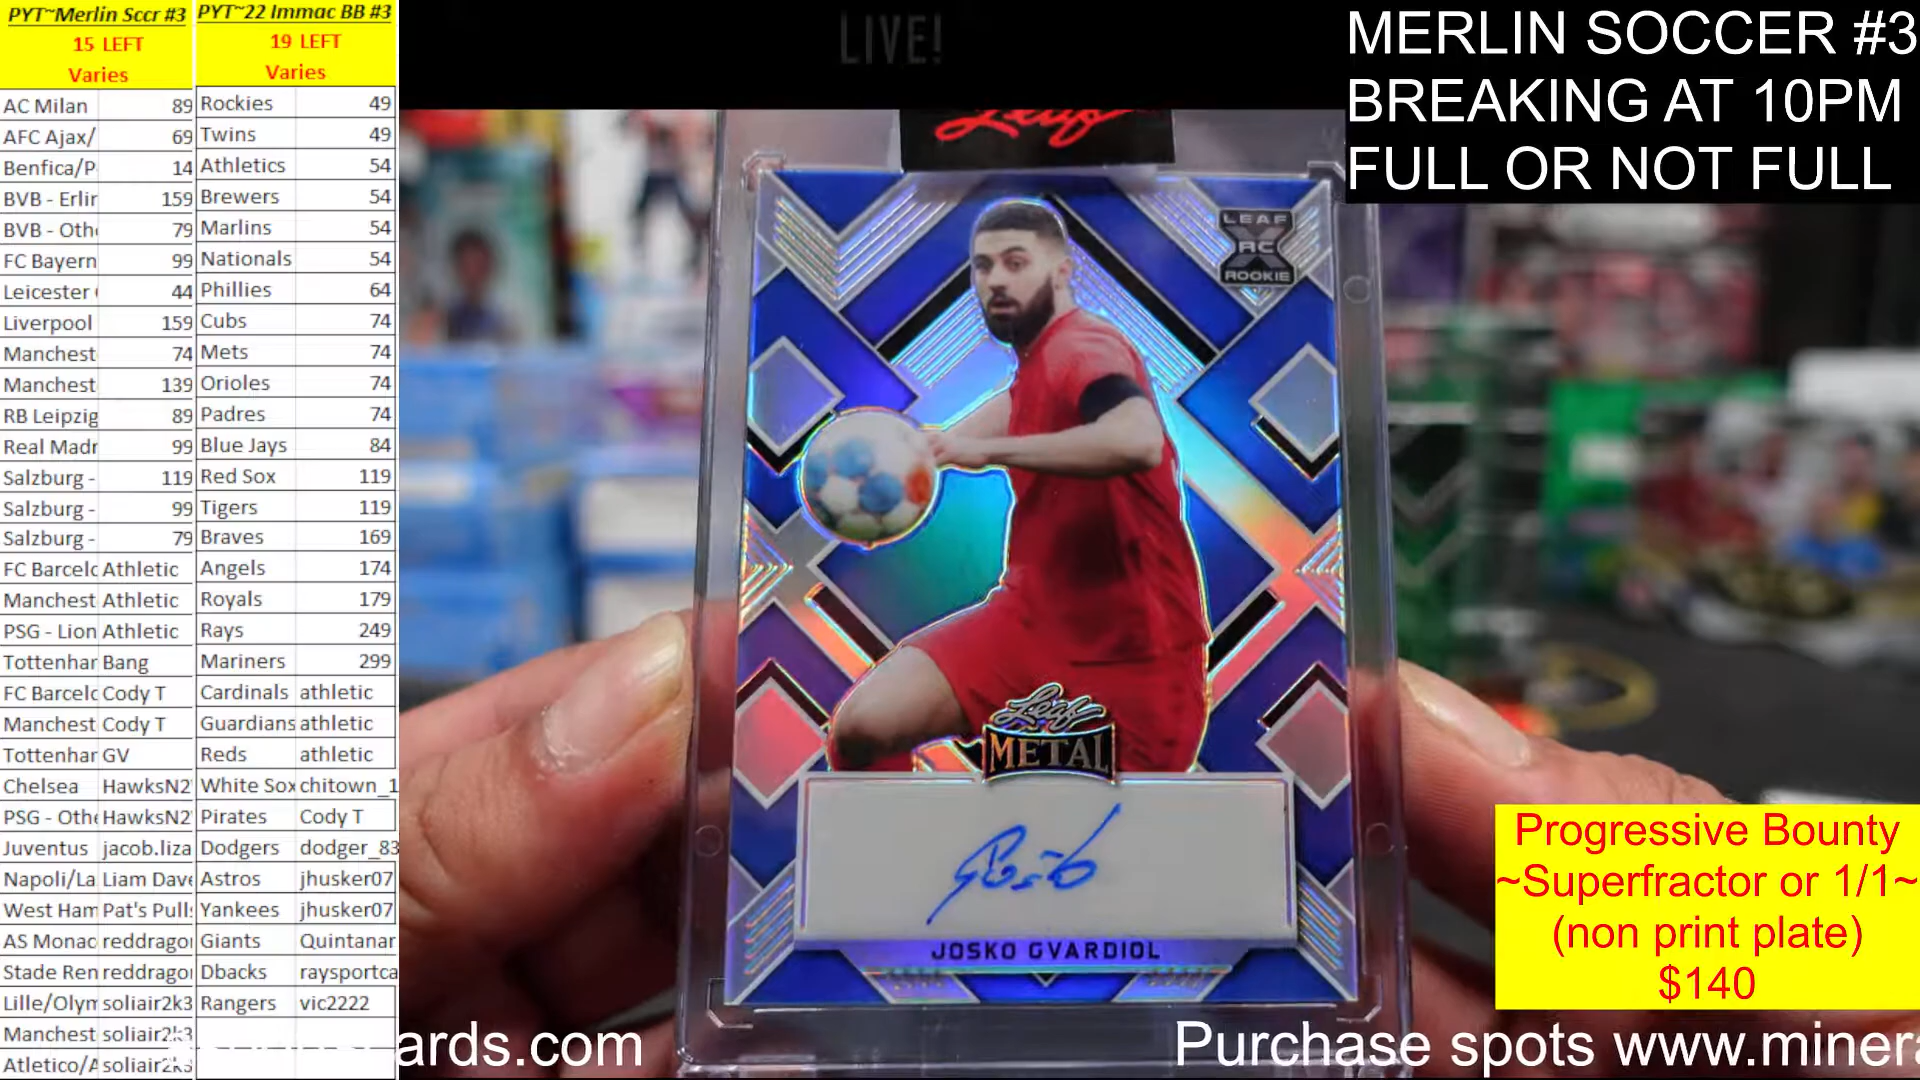 PYT~Merlin Sccr #3
15 LEFT
Varies
AC Milan 89
AFC Ajax/ 69
Benfica/P 14
BVB - Erlir 159
BVB - Oth 79
FC Bayern 99
Leicester 44
Liverpool 159
Manchest 74
Manchest 139
RB Leipzig 89
Real Madr 99
Salzburg - 119
Salzburg - 99
Salzburg - 79
FC Barcelc Athletic
Manchest Athletic
PSG - Lion Athletic
Tottenhar Bang
FC Barcelc Cody T
Manchest Cody T
Tottenhar GV
Chelsea HawksN2
PSG - Othe HawksN2
Juventus jacob.liza
Napoli/La Liam Dave
West Ham Pat's Pull
AS Monac reddrago
Stade Ren reddrago
Lille/Olym soliair2k3
Manchest soliair2k3
Atletico/A soliair2k3
PYT~22 Immac BB #3
19 LEFT
Varies
Rockies 49
Twins 49
Athletics 54
Brewers 54
Marlins 54
Nationals 54
Phillies 64
Cubs 74
Mets 74
Orioles 74
Padres 74
Blue Jays 84
Red Sox 119
Tigers 119
Braves 169
Angels 174
Royals 179
Rays 249
Mariners 299
Cardinals athletic
Guardians athletic
Reds athletic
White Sox chitown_1
Pirates Cody T
Dodgers dodger_83
Astros jhusker07
Yankees jhusker07
Giants Quintanar
Dbacks raysportca
Rangers vic2222
LIVE!
MERLIN SOCCER #3
BREAKING AT 10PM
FULL OR NOT FULL
Leaf
LEAF
RC
ROOKIE
Leaf
METAL
JOSKO GVARDIOL
Progressive Bounty
~Superfractor or 1/1~
(non print plate)
$140
ards.com
Purchase spots www.minera